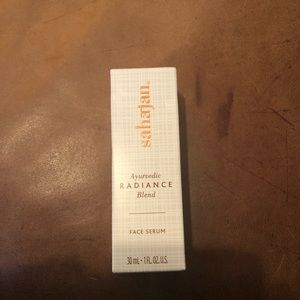 sahajan.
Ayurvedic
RADIANCE
Blend
FACE SERUM
30 mL • 1 FL. OZ. U.S.